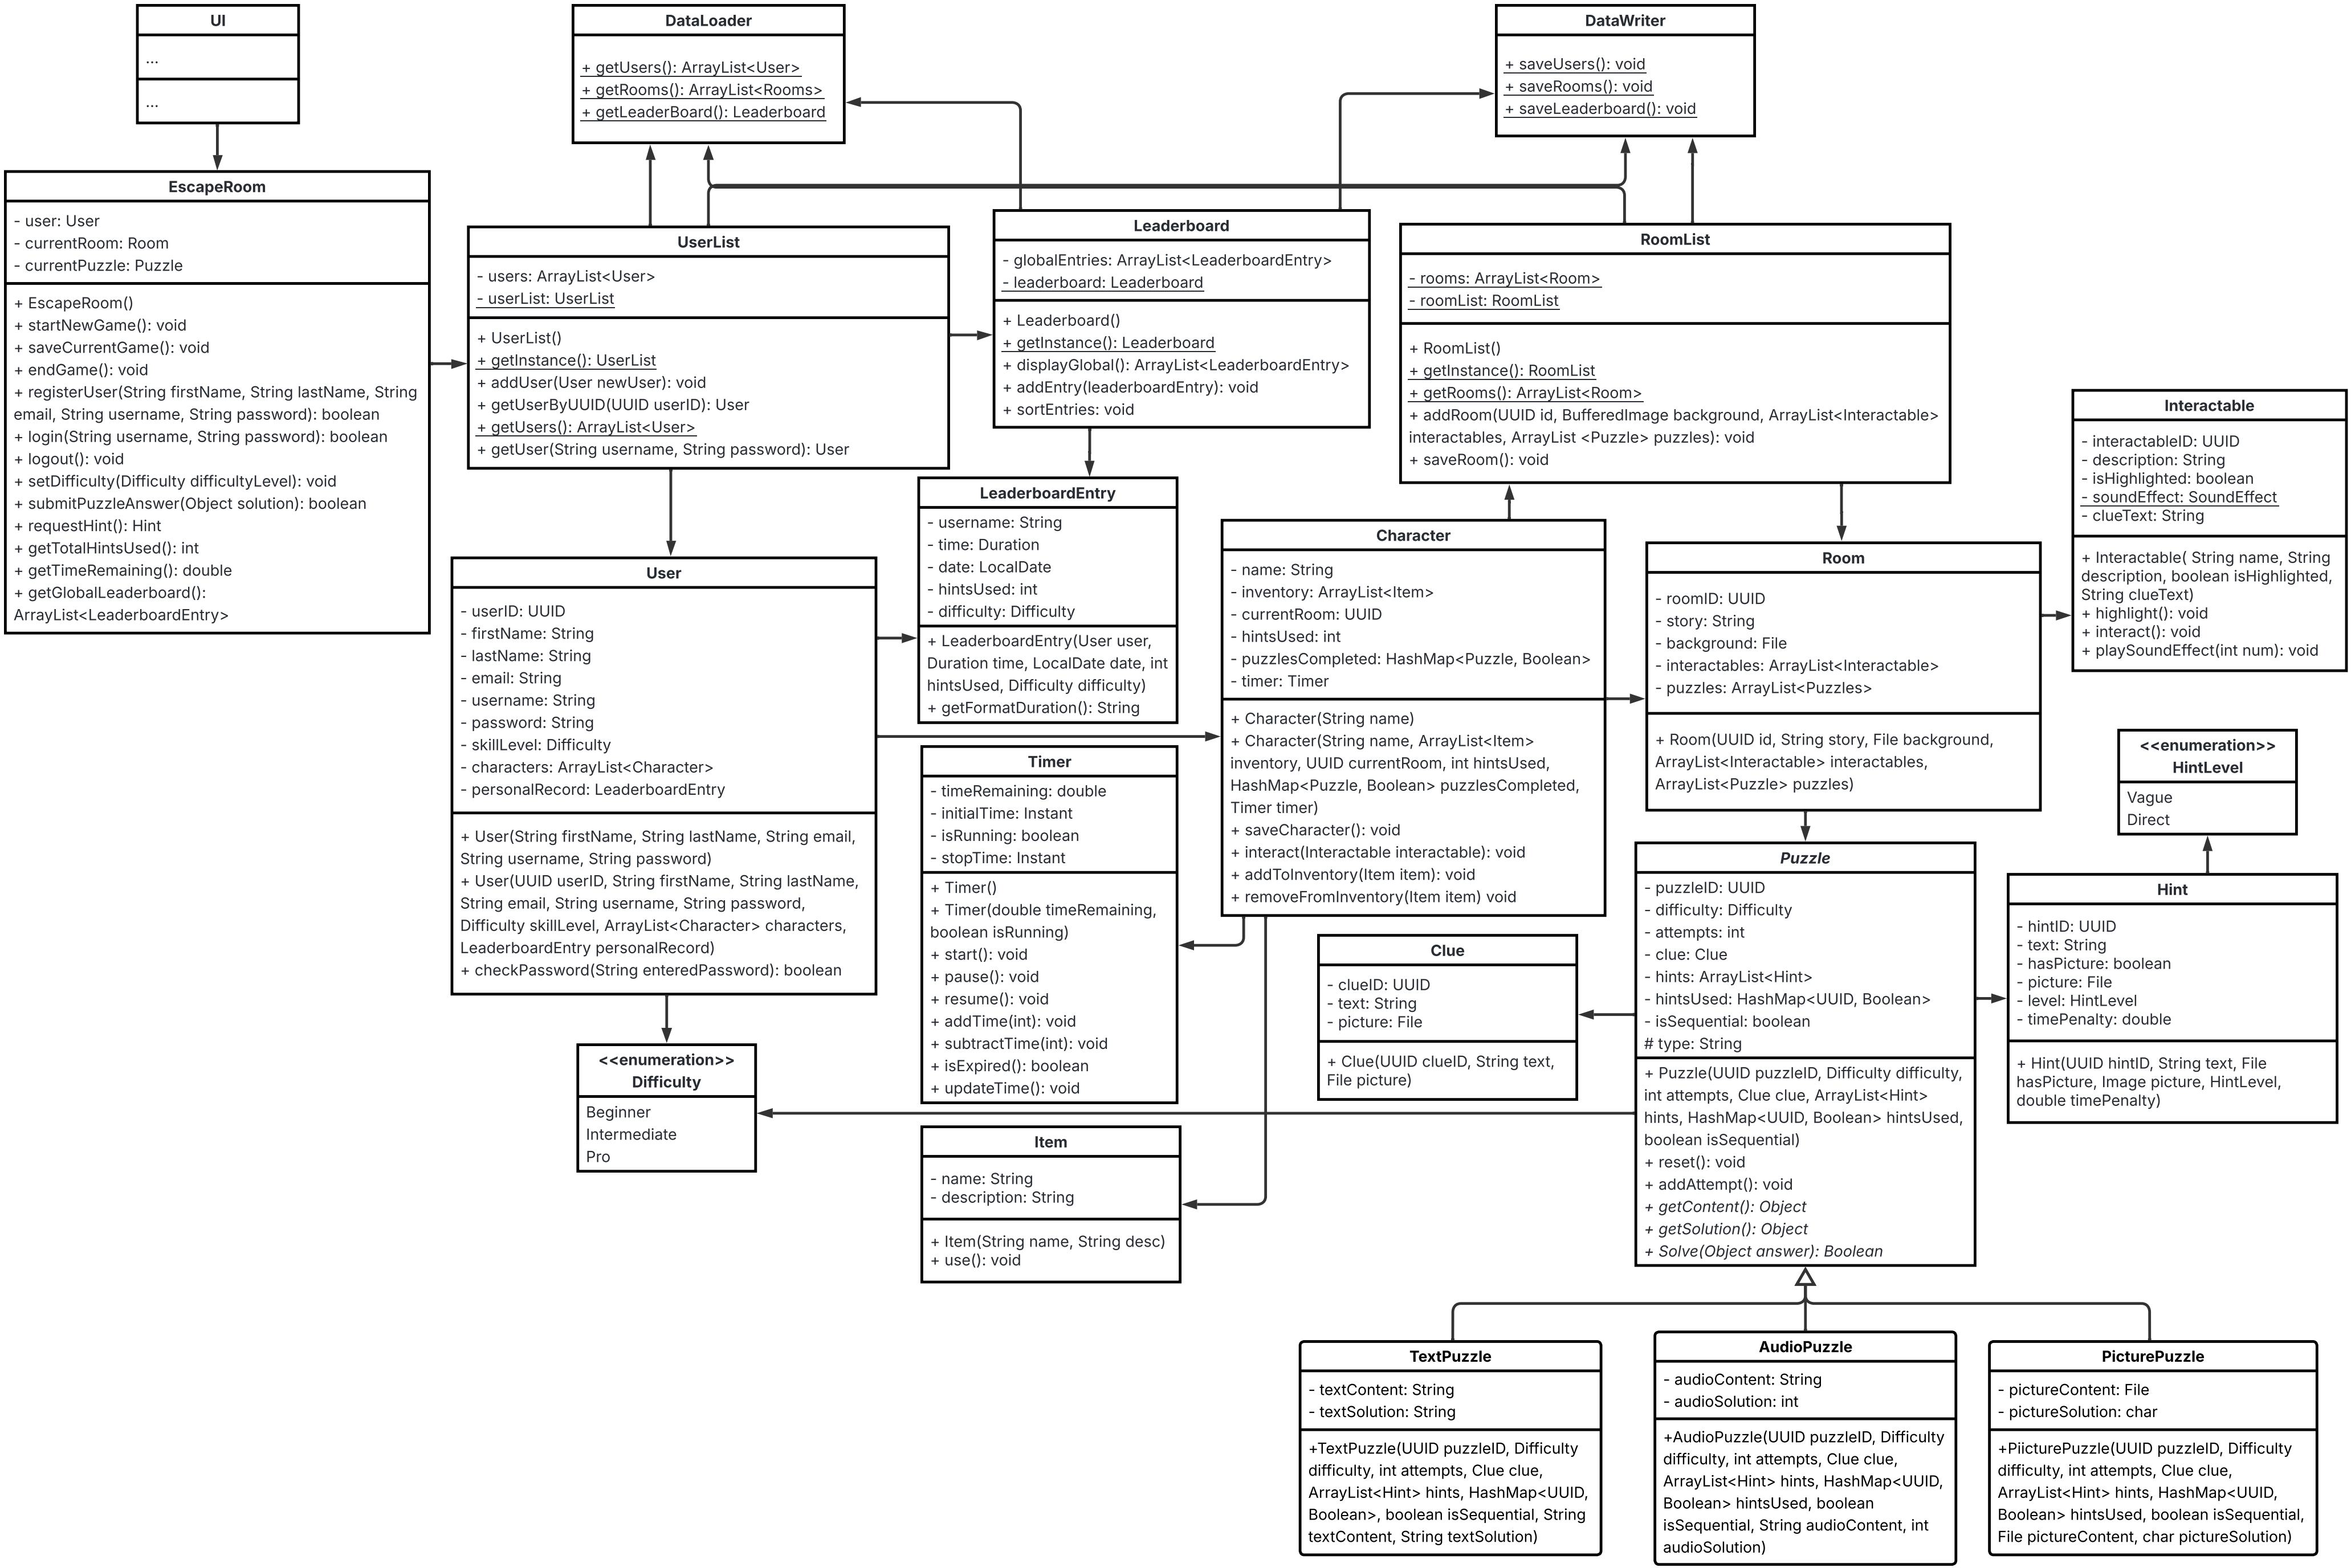 UI
...
...
DataLoader
+ getUsers(): ArrayList<User>
+ getRooms(): ArrayList<Rooms>
+ getLeaderBoard(): Leaderboard
DataWriter
+ saveUsers(): void
+ saveRooms(): void
+ saveLeaderboard(): void
EscapeRoom
- user: User
- currentRoom: Room
- currentPuzzle: Puzzle
+ EscapeRoom()
+ startNewGame(): void
+ saveCurrentGame(): void
+ endGame(): void
+ registerUser(String firstName, String lastName, String
email, String username, String password): boolean
+ login(String username, String password): boolean
+ logout(): void
+ setDifficulty(Difficulty difficultyLevel): void
+ submitPuzzleAnswer(Object solution): boolean
+ requestHint(): Hint
+ getTotalHintsUsed(): int
+ getTimeRemaining(): double
+ getGlobalLeaderboard():
ArrayList<LeaderboardEntry>
UserList
- users: ArrayList<User>
- userList: UserList
+ UserList()
+ getInstance(): UserList
+ addUser(User newUser): void
+ getUserByUUID(UUID userID): User
+ getUsers(): ArrayList<User>
+ getUser(String username, String password): User
Leaderboard
- globalEntries: ArrayList<LeaderboardEntry>
- leaderboard: Leaderboard
+ Leaderboard()
+ getInstance(): Leaderboard
+ displayGlobal(): ArrayList<LeaderboardEntry>
+ addEntry(leaderboardEntry): void
+ sortEntries: void
RoomList
- rooms: ArrayList<Room>
- roomList: RoomList
+ RoomList()
+ getInstance(): RoomList
+ getRooms(): ArrayList<Room>
+ addRoom(UUID id, BufferedImage background, ArrayList<Interactable>
interactables, ArrayList <Puzzle> puzzles): void
+ saveRoom(): void
Interactable
- interactableID: UUID
- description: String
- isHighlighted: boolean
- soundEffect: SoundEffect
- clueText: String
+ Interactable( String name, String
description, boolean isHighlighted,
String clueText)
+ highlight(): void
+ interact(): void
+ playSoundEffect(int num): void
LeaderboardEntry
- username: String
- time: Duration
- date: LocalDate
- hintsUsed: int
- difficulty: Difficulty
+ LeaderboardEntry(User user,
Duration time, LocalDate date, int
hintsUsed, Difficulty difficulty)
+ getFormatDuration(): String
User
- userID: UUID
- firstName: String
- lastName: String
- email: String
- username: String
- password: String
- skillLevel: Difficulty
- characters: ArrayList<Character>
- personalRecord: LeaderboardEntry
+ User(String firstName, String lastName, String email,
String username, String password)
+ User(UUID userID, String firstName, String lastName,
String email, String username, String password,
Difficulty skillLevel, ArrayList<Character> characters,
LeaderboardEntry personalRecord)
+ checkPassword(String enteredPassword): boolean
Character
- name: String
- inventory: ArrayList<Item>
- currentRoom: UUID
- hintsUsed: int
- puzzlesCompleted: HashMap<Puzzle, Boolean>
- timer: Timer
+ Character(String name)
+ Character(String name, ArrayList<Item>
inventory, UUID currentRoom, int hintsUsed,
HashMap<Puzzle, Boolean> puzzlesCompleted,
Timer timer)
+ saveCharacter(): void
+ interact(Interactable interactable): void
+ addToInventory(Item item): void
+ removeFromInventory(Item item) void
Room
- roomID: UUID
- story: String
- background: File
- interactables: ArrayList<Interactable>
- puzzles: ArrayList<Puzzles>
+ Room(UUID id, String story, File background,
ArrayList<Interactable> interactables,
ArrayList<Puzzle> puzzles)
<<enumeration>>
HintLevel
Vague
Direct
Timer
- timeRemaining: double
- initialTime: Instant
- isRunning: boolean
- stopTime: Instant
+ Timer()
+ Timer(double timeRemaining,
boolean isRunning)
+ start(): void
+ pause(): void
+ resume(): void
+ addTime(int): void
+ subtractTime(int): void
+ isExpired(): boolean
+ updateTime(): void
Puzzle
- puzzleID: UUID
- difficulty: Difficulty
- attempts: int
- clue: Clue
- hints: ArrayList<Hint>
- hintsUsed: HashMap<UUID, Boolean>
- isSequential: boolean
# type: String
+ Puzzle(UUID puzzleID, Difficulty difficulty,
int attempts, Clue clue, ArrayList<Hint>
hints, HashMap<UUID, Boolean> hintsUsed,
boolean isSequential)
+ reset(): void
+ addAttempt(): void
+ getContent(): Object
+ getSolution(): Object
+ Solve(Object answer): Boolean
Hint
- hintID: UUID
- text: String
- hasPicture: boolean
- picture: File
- level: HintLevel
- timePenalty: double
+ Hint(UUID hintID, String text, File
hasPicture, Image picture, HintLevel,
double timePenalty)
Clue
- clueID: UUID
- text: String
- picture: File
+ Clue(UUID clueID, String text,
File picture)
<<enumeration>>
Difficulty
Beginner
Intermediate
Pro
Item
- name: String
- description: String
+ Item(String name, String desc)
+ use(): void
TextPuzzle
- textContent: String
- textSolution: String
+TextPuzzle(UUID puzzleID, Difficulty
difficulty, int attempts, Clue clue,
ArrayList<Hint> hints, HashMap<UUID,
Boolean>, boolean isSequential, String
textContent, String textSolution)
AudioPuzzle
- audioContent: String
- audioSolution: int
+AudioPuzzle(UUID puzzleID, Difficulty
difficulty, int attempts, Clue clue,
ArrayList<Hint> hints, HashMap<UUID,
Boolean> hintsUsed, boolean
isSequential, String audioContent, int
audioSolution)
PicturePuzzle
- pictureContent: File
- pictureSolution: char
+PiicturePuzzle(UUID puzzleID, Difficulty
difficulty, int attempts, Clue clue,
ArrayList<Hint> hints, HashMap<UUID,
Boolean> hintsUsed, boolean isSequential,
File pictureContent, char pictureSolution)